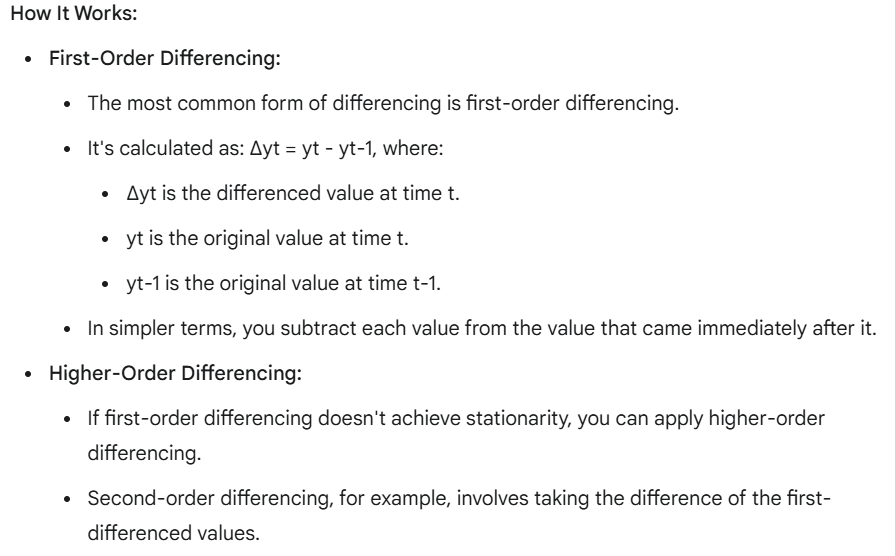 How It Works:
• First-Order Differencing:
• The most common form of differencing is first-order differencing.
• It's calculated as: Δyt = yt - yt-1, where:
• Δyt is the differenced value at time t.
• yt is the original value at time t.
• yt-1 is the original value at time t-1.
• In simpler terms, you subtract each value from the value that came immediately after it.
• Higher-Order Differencing:
• If first-order differencing doesn't achieve stationarity, you can apply higher-order
differencing.
• Second-order differencing, for example, involves taking the difference of the first-
differenced values.